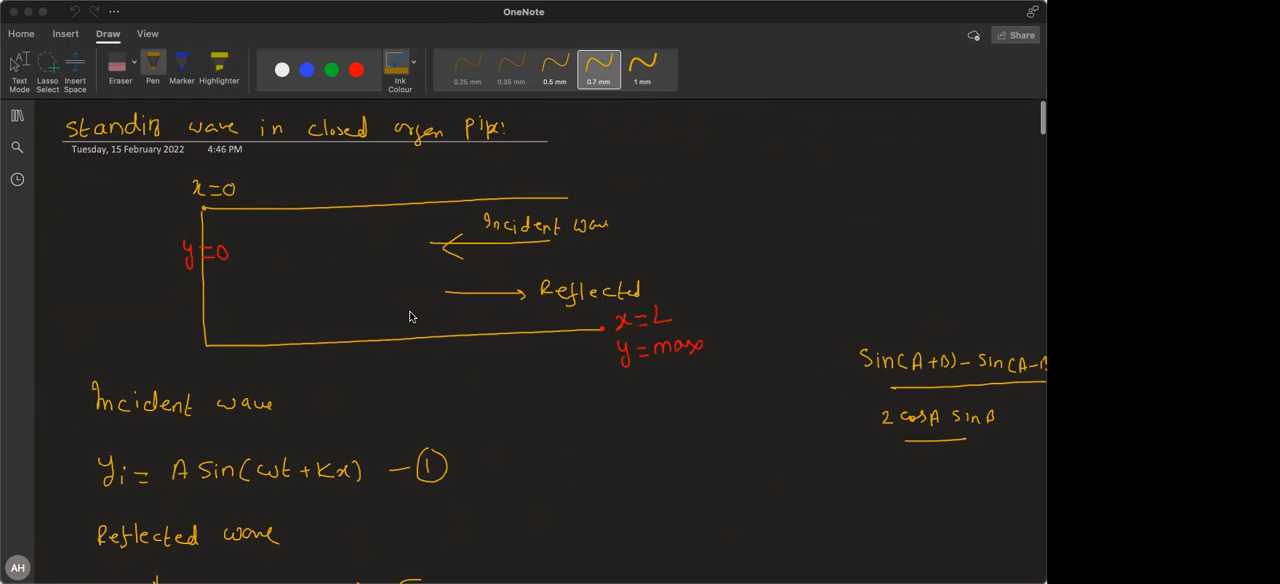 OneNote
Home Insert Draw View
Share
Text Mode
Lasso Select
Insert Space
Eraser
Pen
Marker
Highlighter
Ink Colour
0.25 mm
0.35 mm
0.5 mm
0.7 mm
1 mm
Standing wave in closed organ pipe:
Tuesday, 15 February 2022 4:46 PM
x=0
Incident wave
y=0
Reflected
x=L
y=max
Sin(A+B) - Sin(A-B
2 cosA sinB
Incident wave
yi = A Sin(ωt + Kx) - ①
Reflected wave
AH